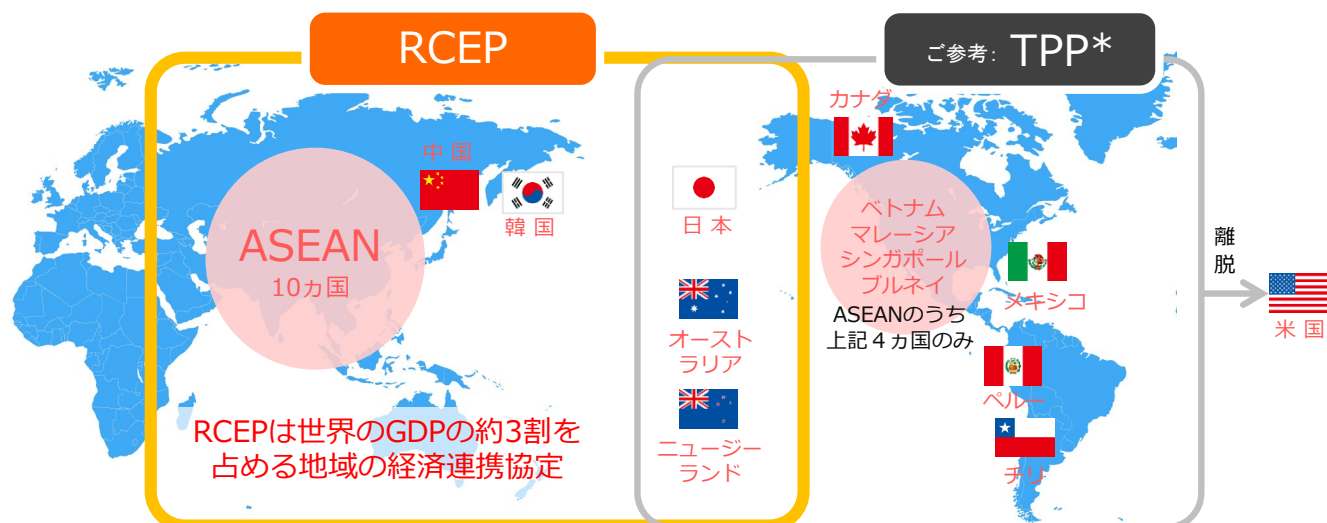 RCEP
ご参考: TPP*
カナダ
中 国
韓 国
日 本
ASEAN
10ヵ国
ベトナム
マレーシア
シンガポール
ブルネイ
ASEANのうち
上記４ヵ国のみ
メキシコ
離
脱
米 国
オースト
ラリア
ペルー
ニュージー
ランド
チリ
RCEPは世界のGDPの約3割を
占める地域の経済連携協定